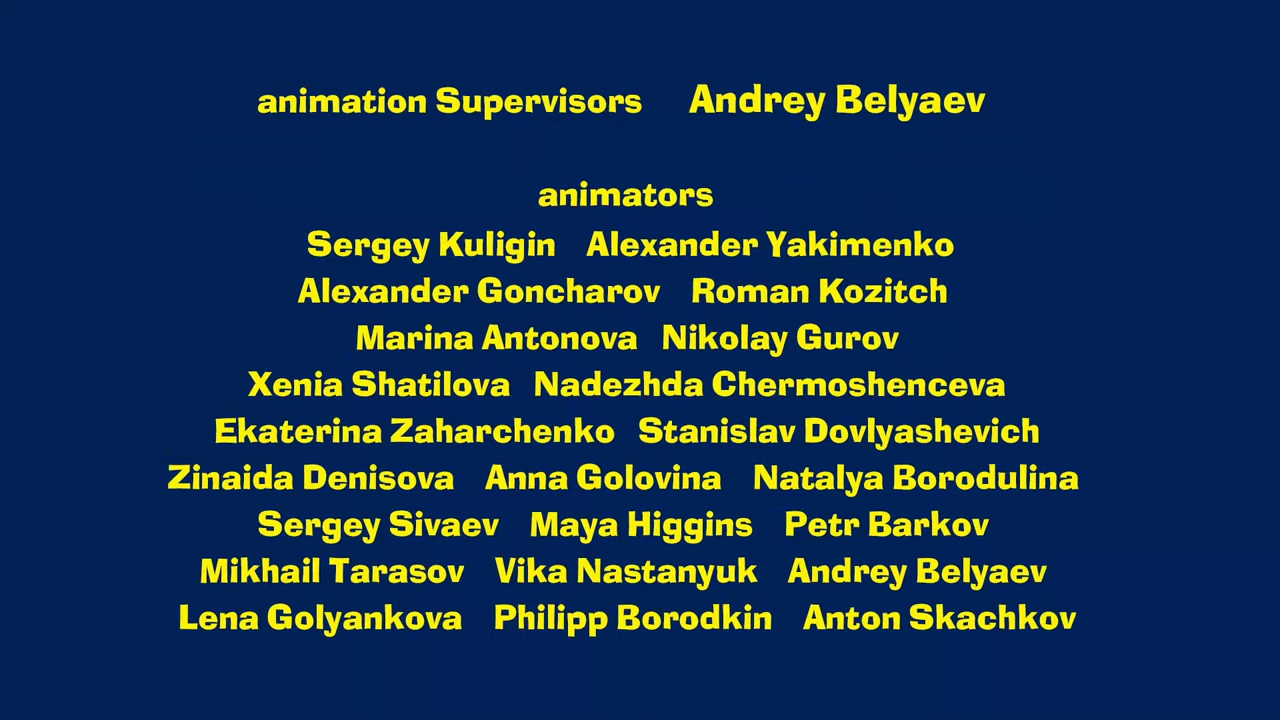 animation Supervisors Andrey Belyaev
animators
Sergey Kuligin Alexander Yakimenko
Alexander Goncharov Roman Kozitch
Marina Antonova Nikolay Gurov
Xenia Shatilova Nadezhda Chermoshenceva
Ekaterina Zaharchenko Stanislav Dovlyashevich
Zinaida Denisova Anna Golovina Natalya Borodulina
Sergey Sivaev Maya Higgins Petr Barkov
Mikhail Tarasov Vika Nastanyuk Andrey Belyaev
Lena Golyankova Philipp Borodkin Anton Skachkov